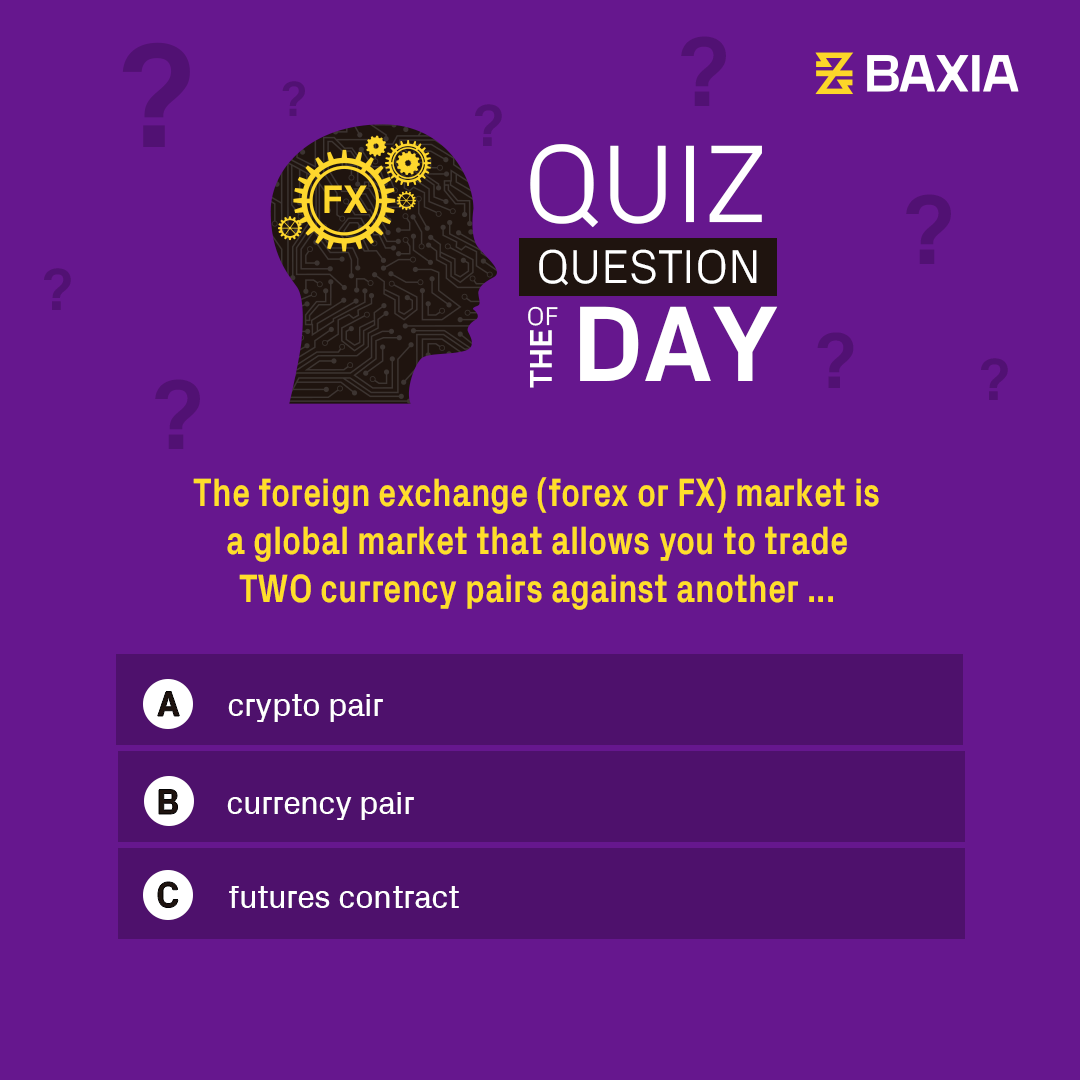 BAXIA
FX
QUIZ
QUESTION
OF THE DAY
The foreign exchange (forex or FX) market is
a global market that allows you to trade
TWO currency pairs against another ...
A crypto pair
B currency pair
C futures contract